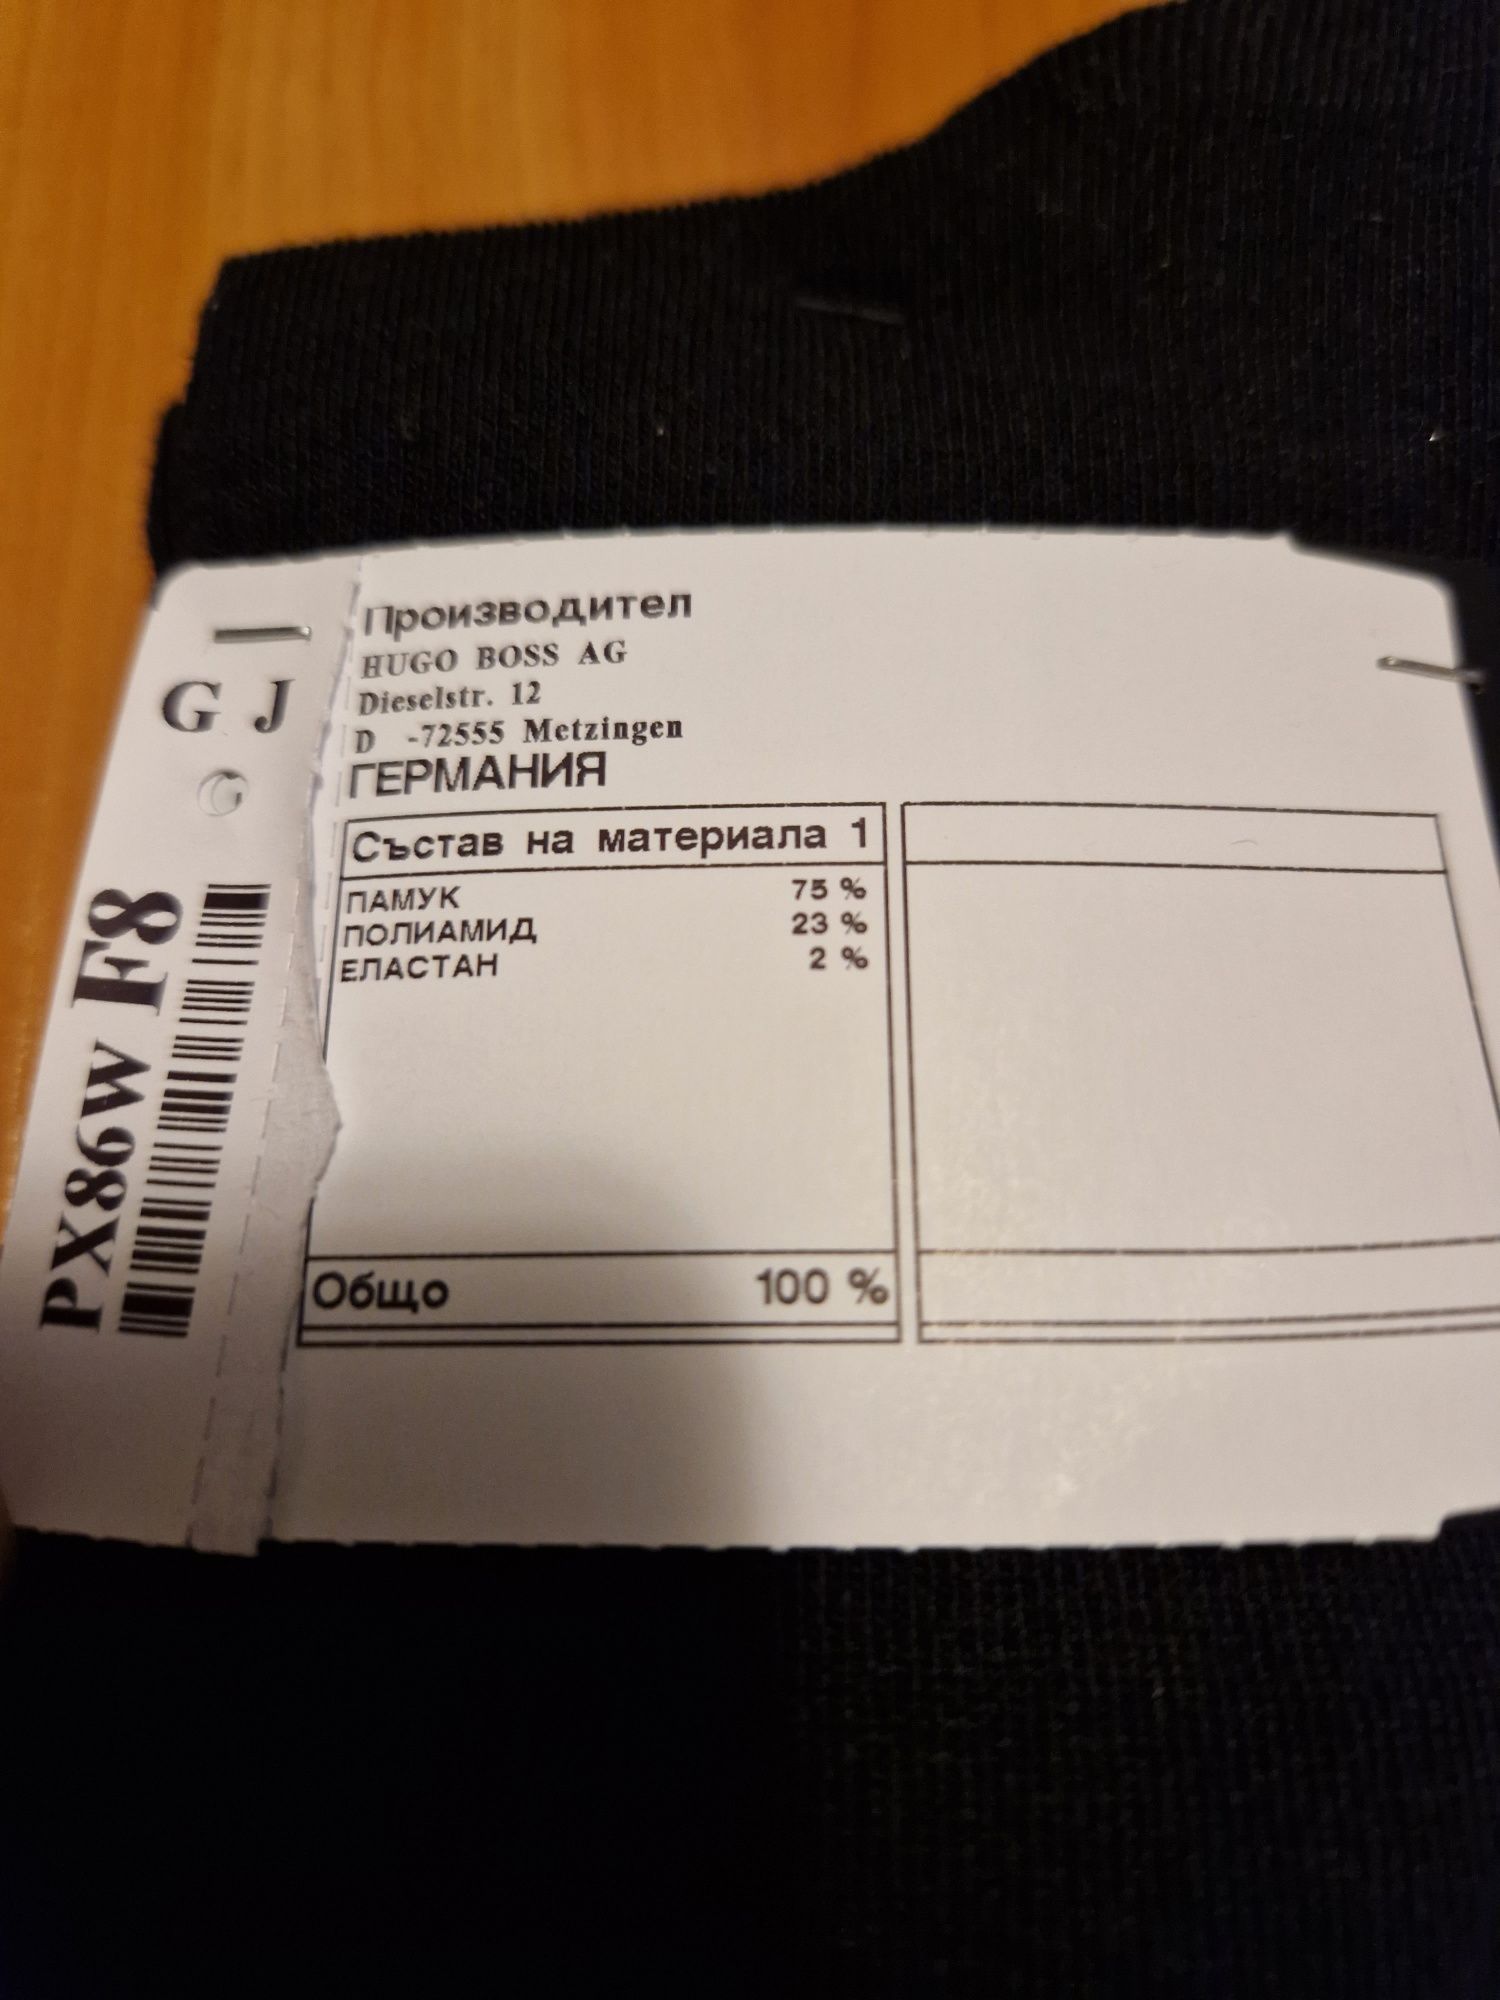 Производител
HUGO BOSS AG
Dieselstr. 12
D -72555 Metzingen
ГЕРМАНИЯ
G J
G
PX86W F8
Състав на материала 1
ПАМУК 75 %
ПОЛИАМИД 23 %
ЕЛАСТАН 2 %
Общо 100 %